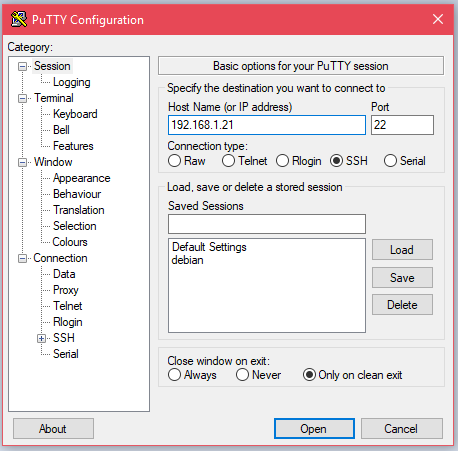 PuTTY Configuration
Category:
Session
Logging
Terminal
Keyboard
Bell
Features
Window
Appearance
Behaviour
Translation
Selection
Colours
Connection
Data
Proxy
Telnet
Rlogin
SSH
Serial
Basic options for your PuTTY session
Specify the destination you want to connect to
Host Name (or IP address) Port
192.168.1.21 22
Connection type:
Raw Telnet Rlogin SSH Serial
Load, save or delete a stored session
Saved Sessions
Default Settings
debian
Load
Save
Delete
Close window on exit:
Always Never Only on clean exit
About Open Cancel